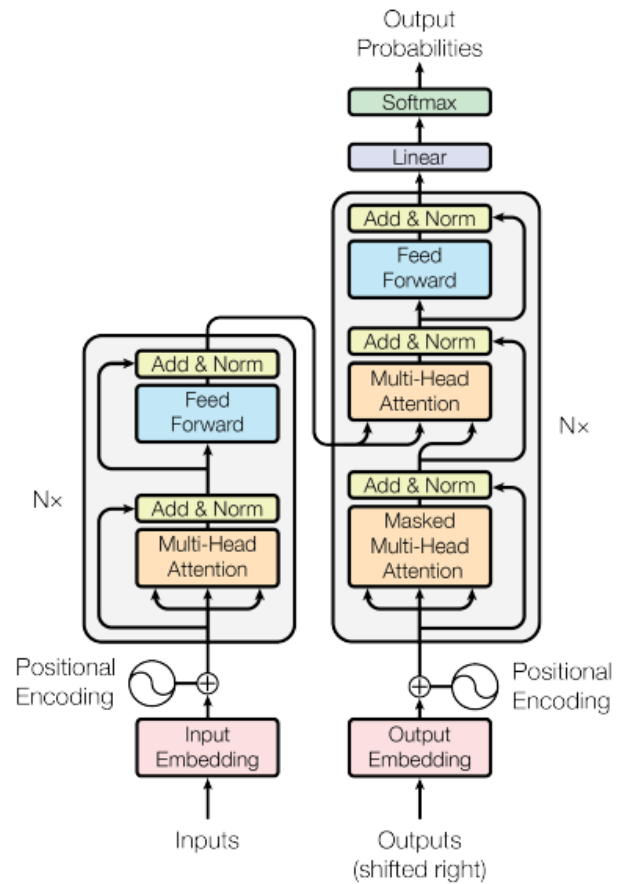 Output
Probabilities
Softmax
Linear
Add & Norm
Feed
Forward
Add & Norm
Multi-Head
Attention
Add & Norm
Masked
Multi-Head
Attention
N×
Add & Norm
Feed
Forward
Add & Norm
Multi-Head
Attention
N×
Positional
Encoding
Positional
Encoding
Input
Embedding
Output
Embedding
Inputs
Outputs
(shifted right)